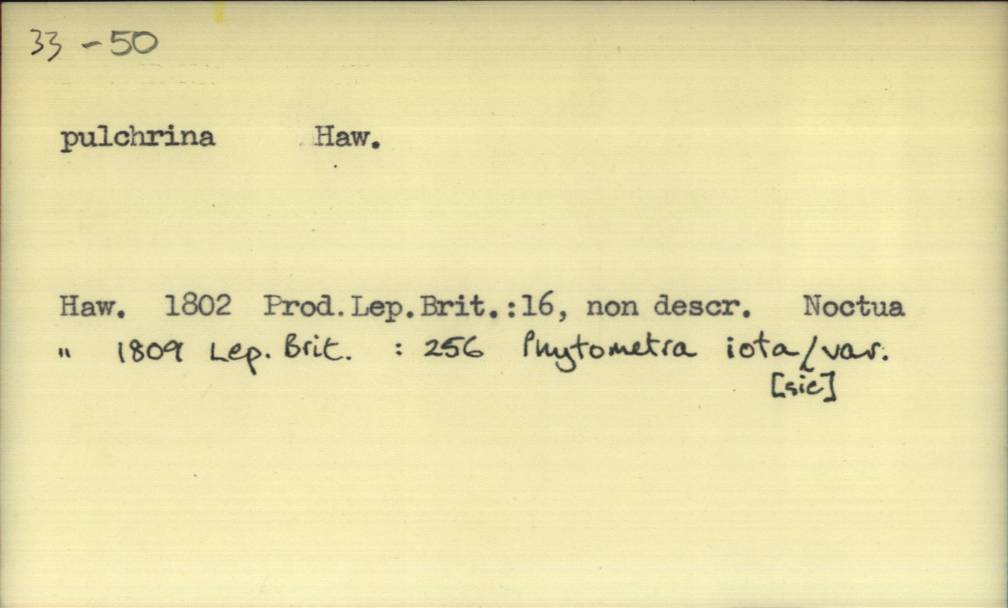 33 - 50
pulchrina Haw.
Haw. 1802 Prod.Lep.Brit.:16, non descr. Noctua
" 1809 Lep. Brit. : 256 Phytometra iota/var.
[sic]